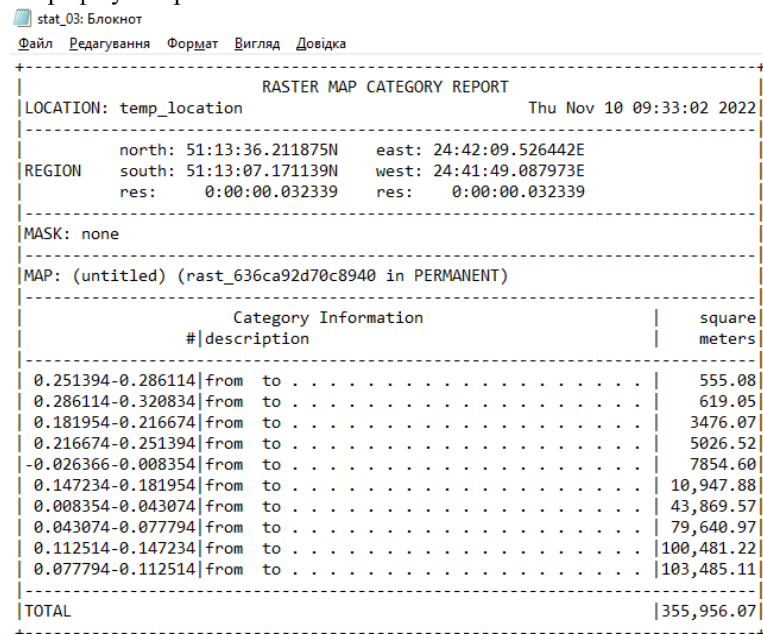 stat_03: Блокнот
Файл Редагування Формат Вигляд Довідка
+-----------------------------------------------------------------------------+
| RASTER MAP CATEGORY REPORT |
|LOCATION: temp_location Thu Nov 10 09:33:02 2022|
|-----------------------------------------------------------------------------|
| north: 51:13:36.211875N east: 24:42:09.526442E |
|REGION south: 51:13:07.171139N west: 24:41:49.087973E |
| res: 0:00:00.032339 res: 0:00:00.032339 |
|-----------------------------------------------------------------------------|
|MASK: none |
|-----------------------------------------------------------------------------|
|MAP: (untitled) (rast_636ca92d70c8940 in PERMANENT) |
|-----------------------------------------------------------------------------|
| Category Information | square|
| #|description | meters|
|-----------------------------------------------------------------------------|
| 0.251394-0.286114|from to . . . . . . . . . . . . . . . . . . . . | 555.08|
| 0.286114-0.320834|from to . . . . . . . . . . . . . . . . . . . . | 619.05|
| 0.181954-0.216674|from to . . . . . . . . . . . . . . . . . . . . | 3476.07|
| 0.216674-0.251394|from to . . . . . . . . . . . . . . . . . . . . | 5026.52|
|-0.026366-0.008354|from to . . . . . . . . . . . . . . . . . . . . | 7854.60|
| 0.147234-0.181954|from to . . . . . . . . . . . . . . . . . . . . | 10,947.88|
| 0.008354-0.043074|from to . . . . . . . . . . . . . . . . . . . . | 43,869.57|
| 0.043074-0.077794|from to . . . . . . . . . . . . . . . . . . . . | 79,640.97|
| 0.112514-0.147234|from to . . . . . . . . . . . . . . . . . . . . |100,481.22|
| 0.077794-0.112514|from to . . . . . . . . . . . . . . . . . . . . |103,485.11|
|-----------------------------------------------------------------------------|
|TOTAL |355,956.07|
+-----------------------------------------------------------------------------+